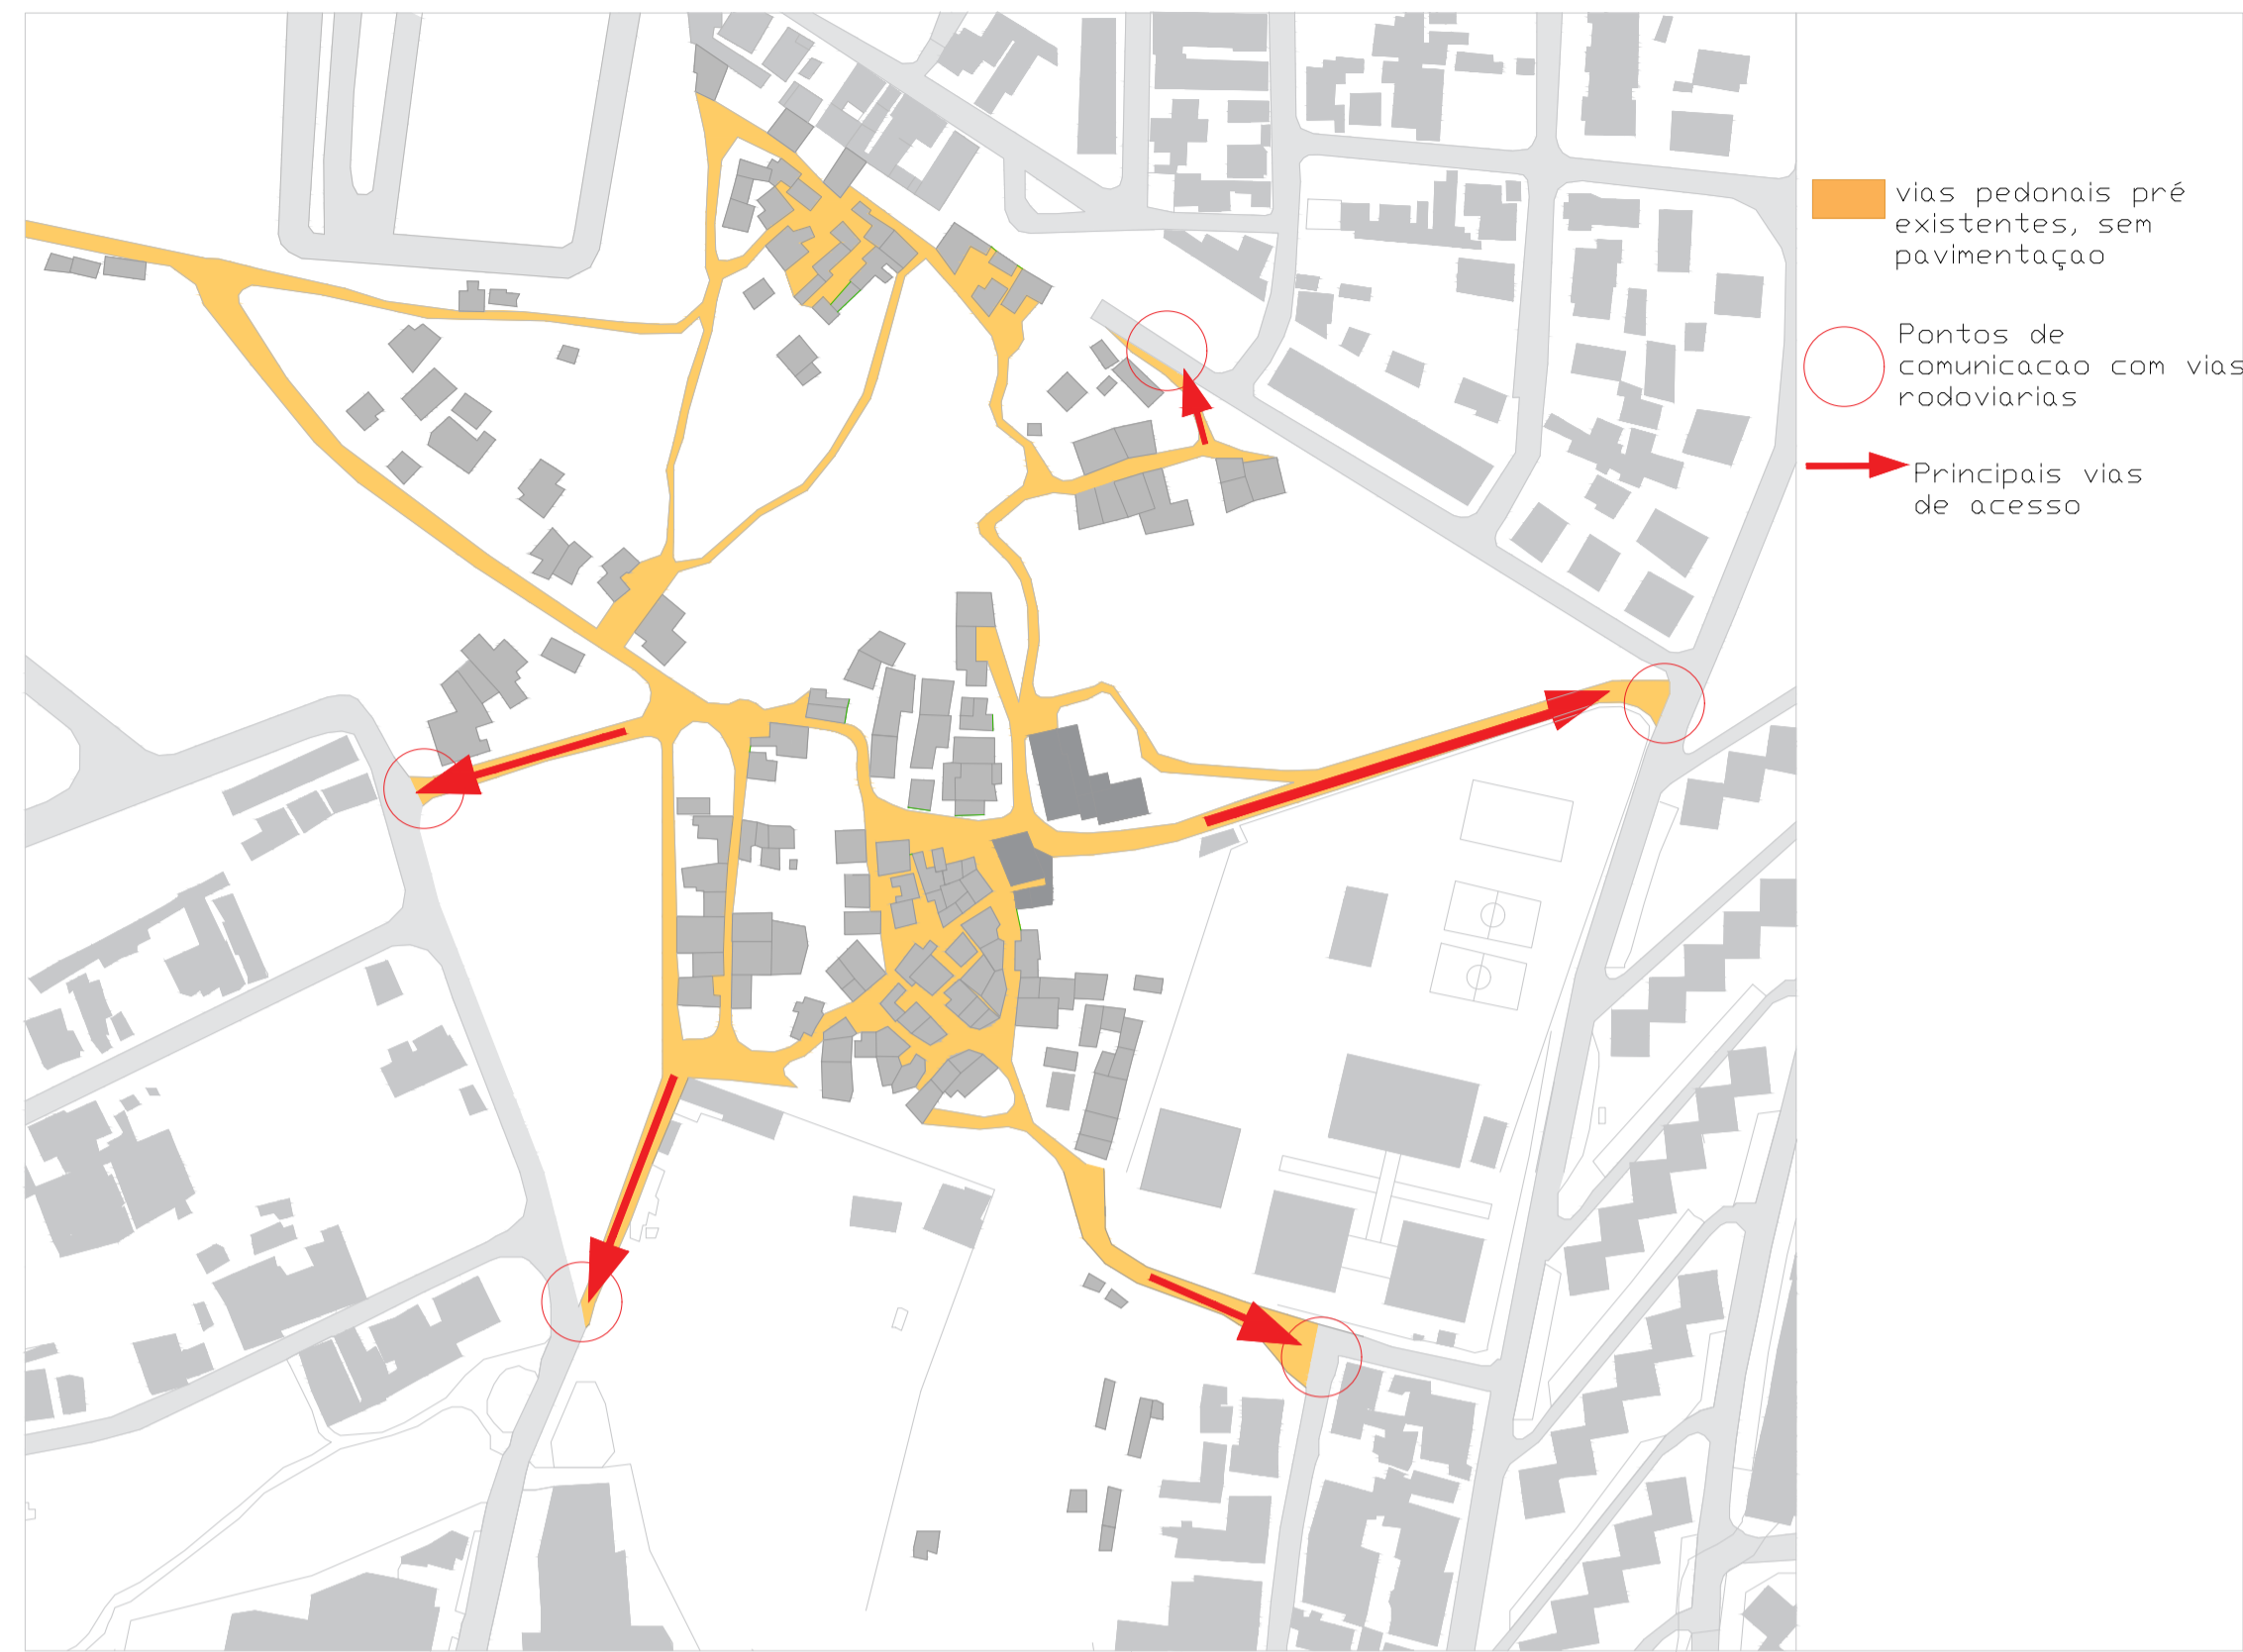 vias pedonais pré
existentes, sem
pavimentaçao
Pontos de
comunicacao com vias
rodoviarias
Principais vias
de acesso